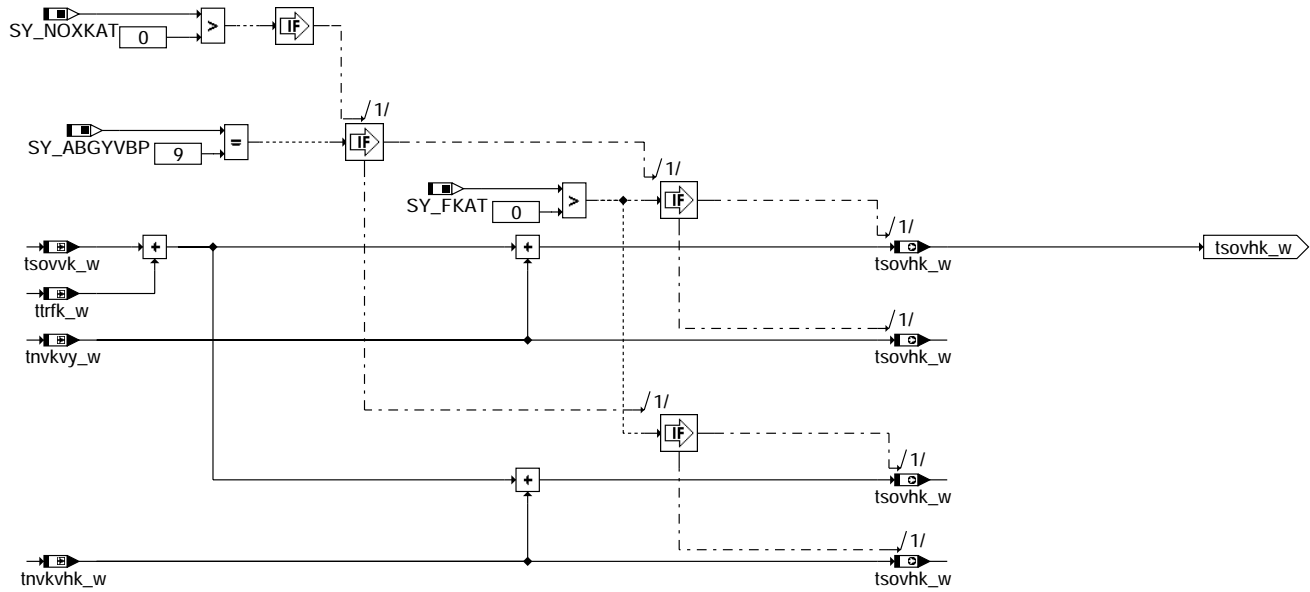 SY_NOXKAT
0
>
IF
/1/
SY_ABGYVBP
9
=
IF
/1/
SY_FKAT
0
>
IF
/1/
tsovvk_w
+
+
tsovhk_w
tsovhk_w
ttrfk_w
/1/
tnvkvy_w
tsovhk_w
/1/
IF
/1/
+
tsovhk_w
/1/
tnvkvhk_w
tsovhk_w